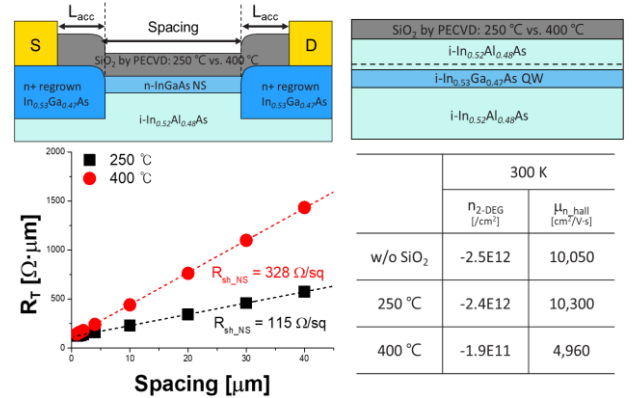 L_acc Spacing L_acc
S D
SiO₂ by PECVD: 250 ℃ vs. 400 ℃
n+ regrown
In₀.₅₃Ga₀.₄₇As
n-InGaAs NS
n+ regrown
In₀.₅₃Ga₀.₄₇As
i-In₀.₅₂Al₀.₄₈As
SiO₂ by PECVD: 250 ℃ vs. 400 ℃
i-In₀.₅₂Al₀.₄₈As
i-In₀.₅₃Ga₀.₄₇As QW
i-In₀.₅₂Al₀.₄₈As
2000
1500
1000
500
0
R_T [Ω·μm]
250 ℃
400 ℃
R_sh_NS = 328 Ω/sq
R_sh_NS = 115 Ω/sq
0 10 20 30 40
Spacing [μm]
300 K
n₂-DEG μn_hall
[/cm²] [cm²/V·s]
w/o SiO₂ -2.5E12 10,050
250 ℃ -2.4E12 10,300
400 ℃ -1.9E11 4,960